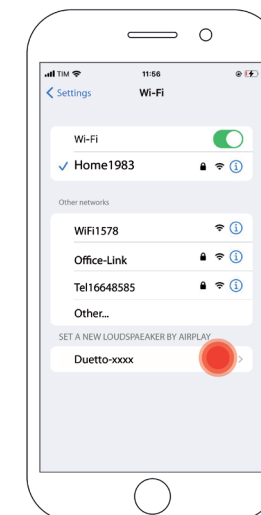 TIM 11:56
Settings Wi-Fi
Wi-Fi
Home1983
Other networks
WiFi1578
Office-Link
Tel16648585
Other...
SET A NEW LOUDSPAEAKER BY AIRPLAY
Duetto-xxxx